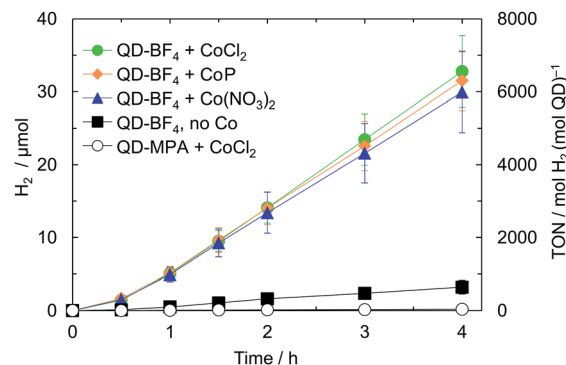 40
30
20
10
0
H₂ / μmol
QD-BF₄ + CoCl₂
QD-BF₄ + CoP
QD-BF₄ + Co(NO₃)₂
QD-BF₄, no Co
QD-MPA + CoCl₂
8000
6000
4000
2000
0
TON / mol H₂ (mol QD)⁻¹
0 1 2 3 4
Time / h